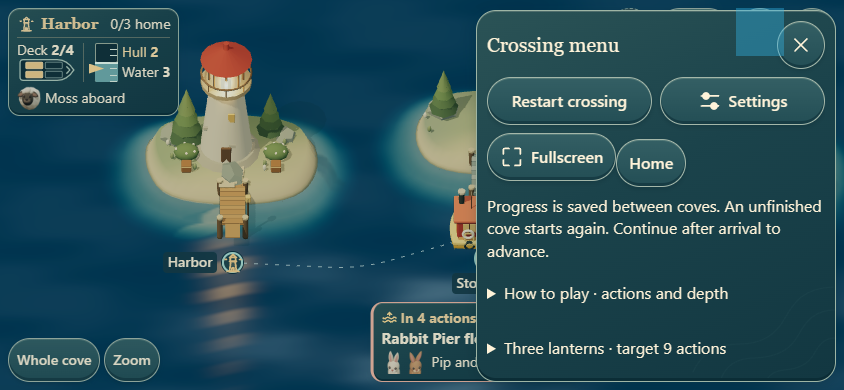 Harbor 0/3 home
Deck 2/4
Hull 2
Water 3
Moss aboard
Harbor
Sto
In 4 actions
Rabbit Pier fl
Pip and
Whole cove
Zoom
Crossing menu
Restart crossing
Settings
Fullscreen
Home
Progress is saved between coves. An unfinished
cove starts again. Continue after arrival to
advance.
How to play · actions and depth
Three lanterns · target 9 actions